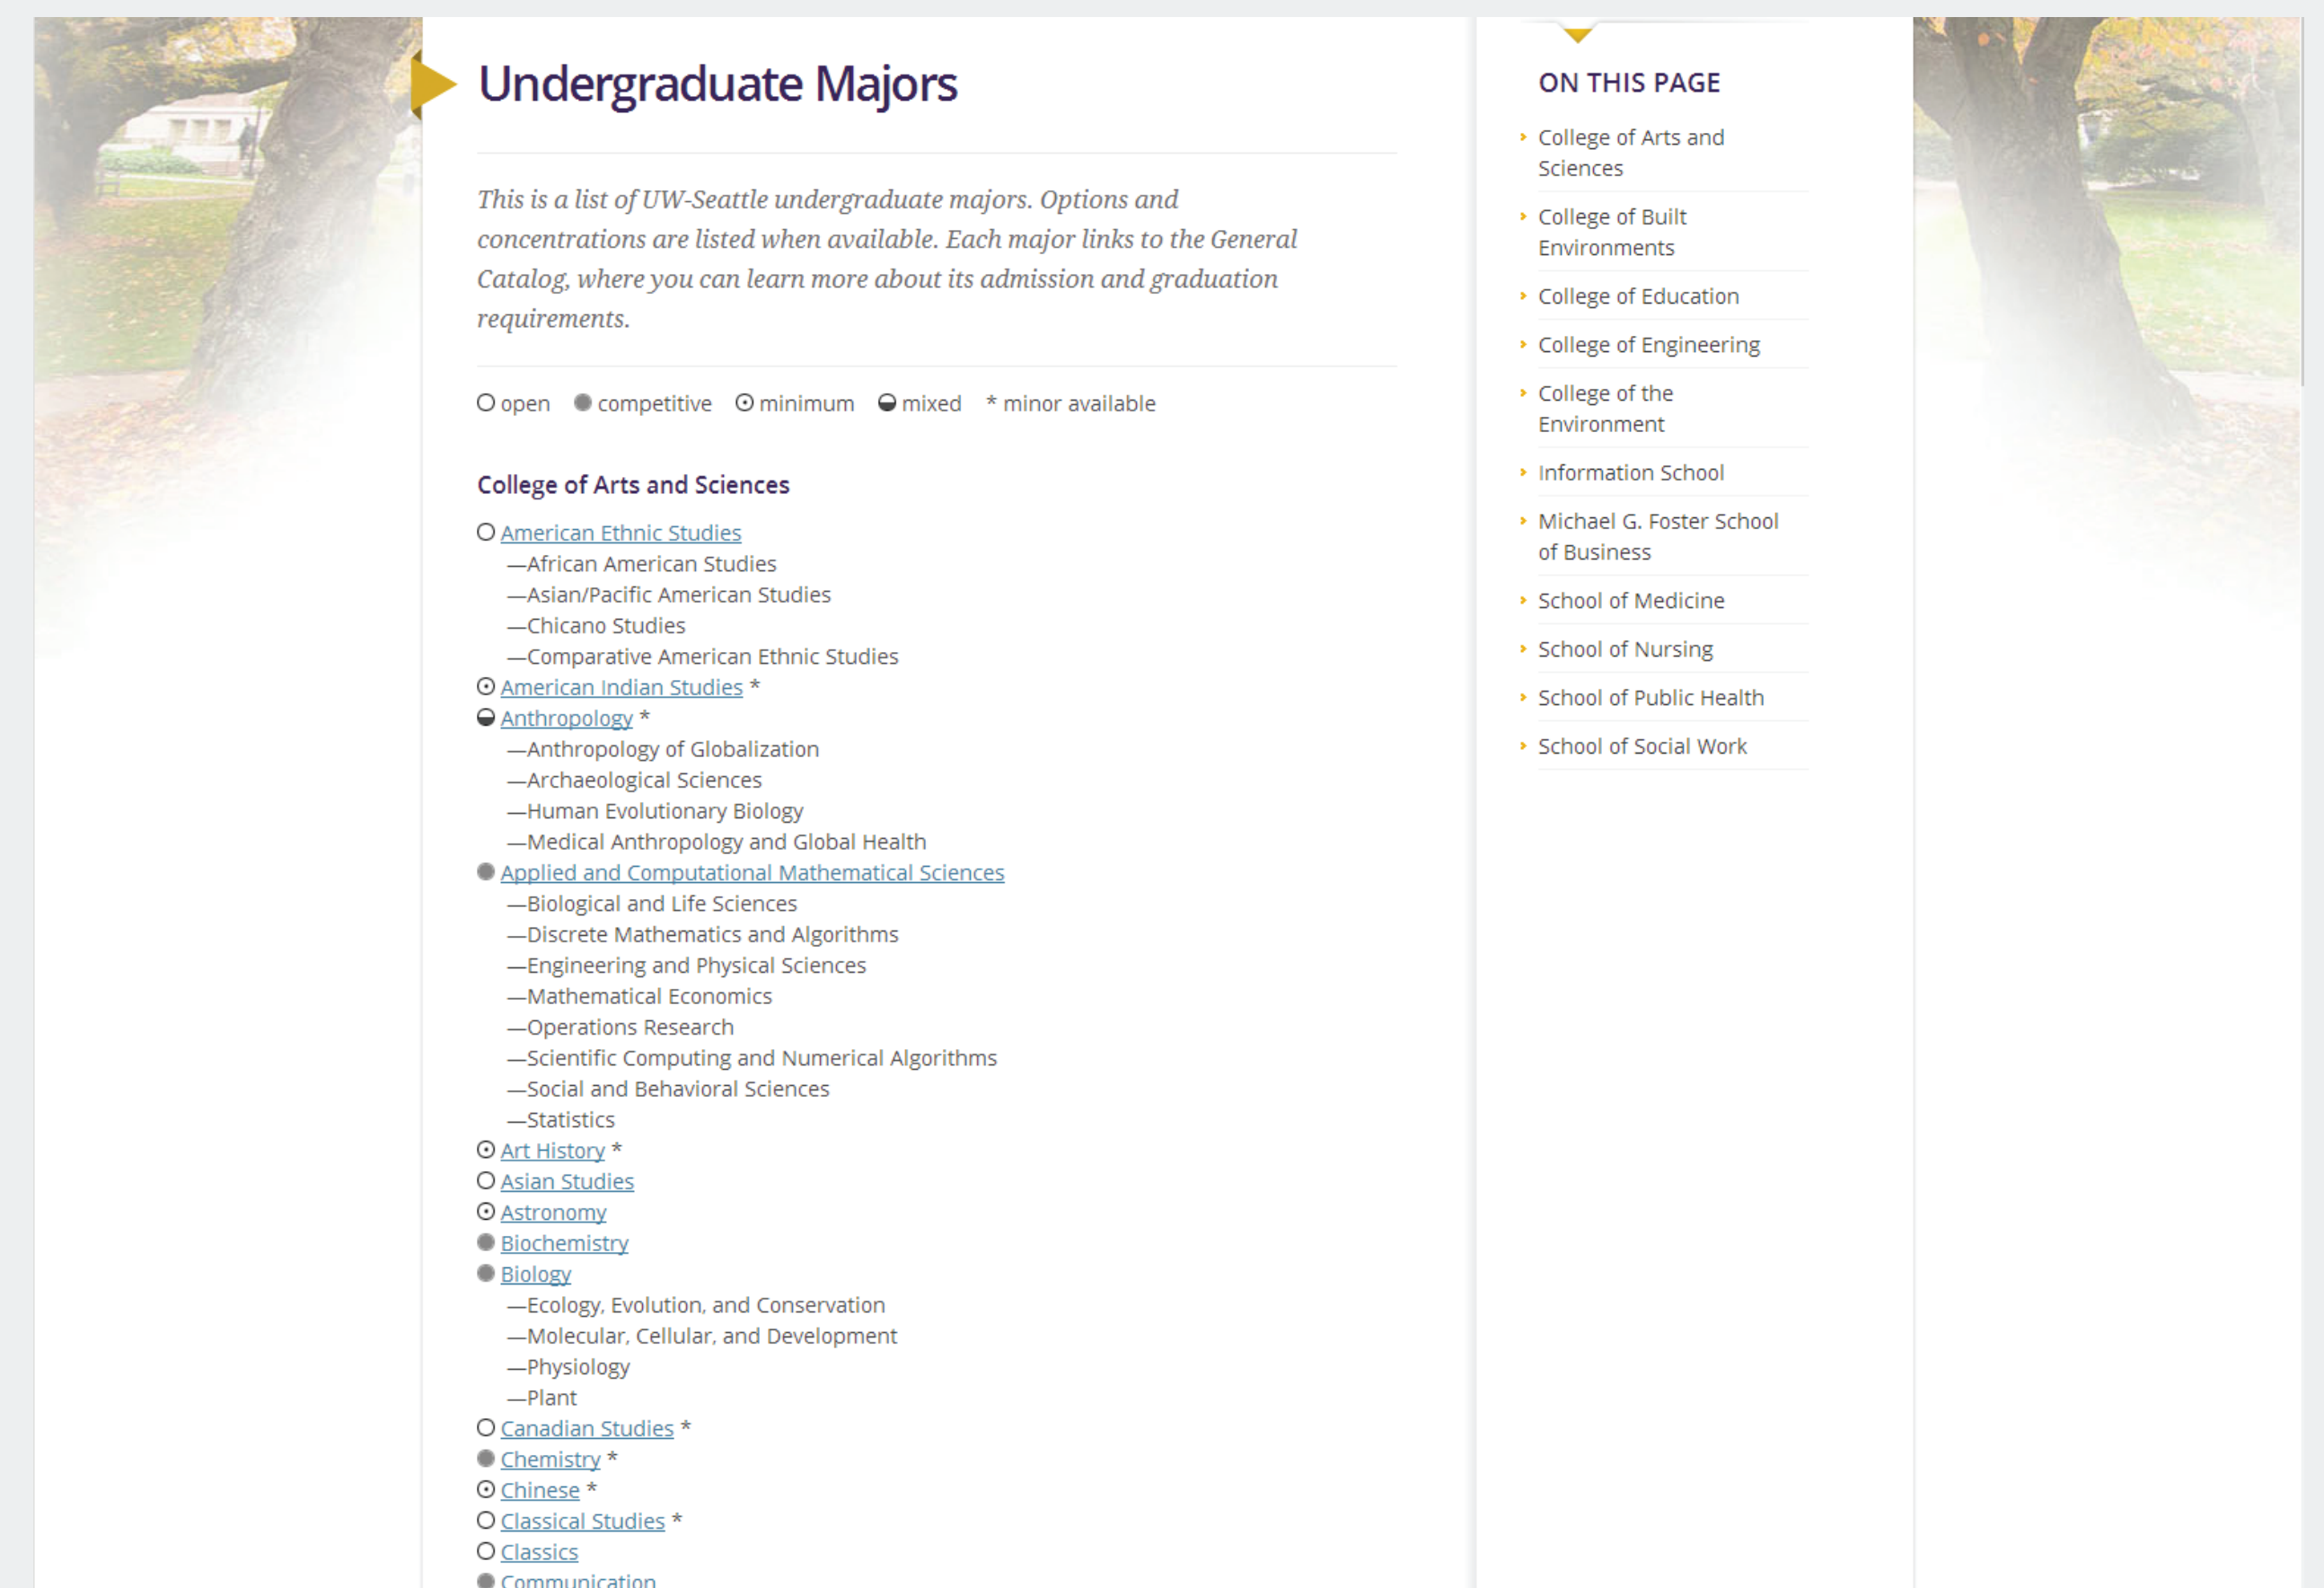 Undergraduate Majors
This is a list of UW-Seattle undergraduate majors. Options and
concentrations are listed when available. Each major links to the General
Catalog, where you can learn more about its admission and graduation
requirements.
open competitive minimum mixed * minor available
College of Arts and Sciences
American Ethnic Studies
—African American Studies
—Asian/Pacific American Studies
—Chicano Studies
—Comparative American Ethnic Studies
American Indian Studies *
Anthropology *
—Anthropology of Globalization
—Archaeological Sciences
—Human Evolutionary Biology
—Medical Anthropology and Global Health
Applied and Computational Mathematical Sciences
—Biological and Life Sciences
—Discrete Mathematics and Algorithms
—Engineering and Physical Sciences
—Mathematical Economics
—Operations Research
—Scientific Computing and Numerical Algorithms
—Social and Behavioral Sciences
—Statistics
Art History *
Asian Studies
Astronomy
Biochemistry
Biology
—Ecology, Evolution, and Conservation
—Molecular, Cellular, and Development
—Physiology
—Plant
Canadian Studies *
Chemistry *
Chinese *
Classical Studies *
Classics
Communication
ON THIS PAGE
College of Arts and
Sciences
College of Built
Environments
College of Education
College of Engineering
College of the
Environment
Information School
Michael G. Foster School
of Business
School of Medicine
School of Nursing
School of Public Health
School of Social Work